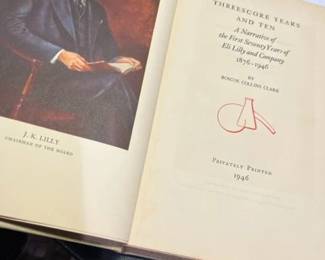 J. K. LILLY
CHAIRMAN OF THE BOARD
THREESCORE YEARS
AND TEN
A Narrative of
the First Seventy Years of
Eli Lilly and Company
1876-1946
BY
ROSCOE COLLINS CLARK
PRIVATELY PRINTED
1946